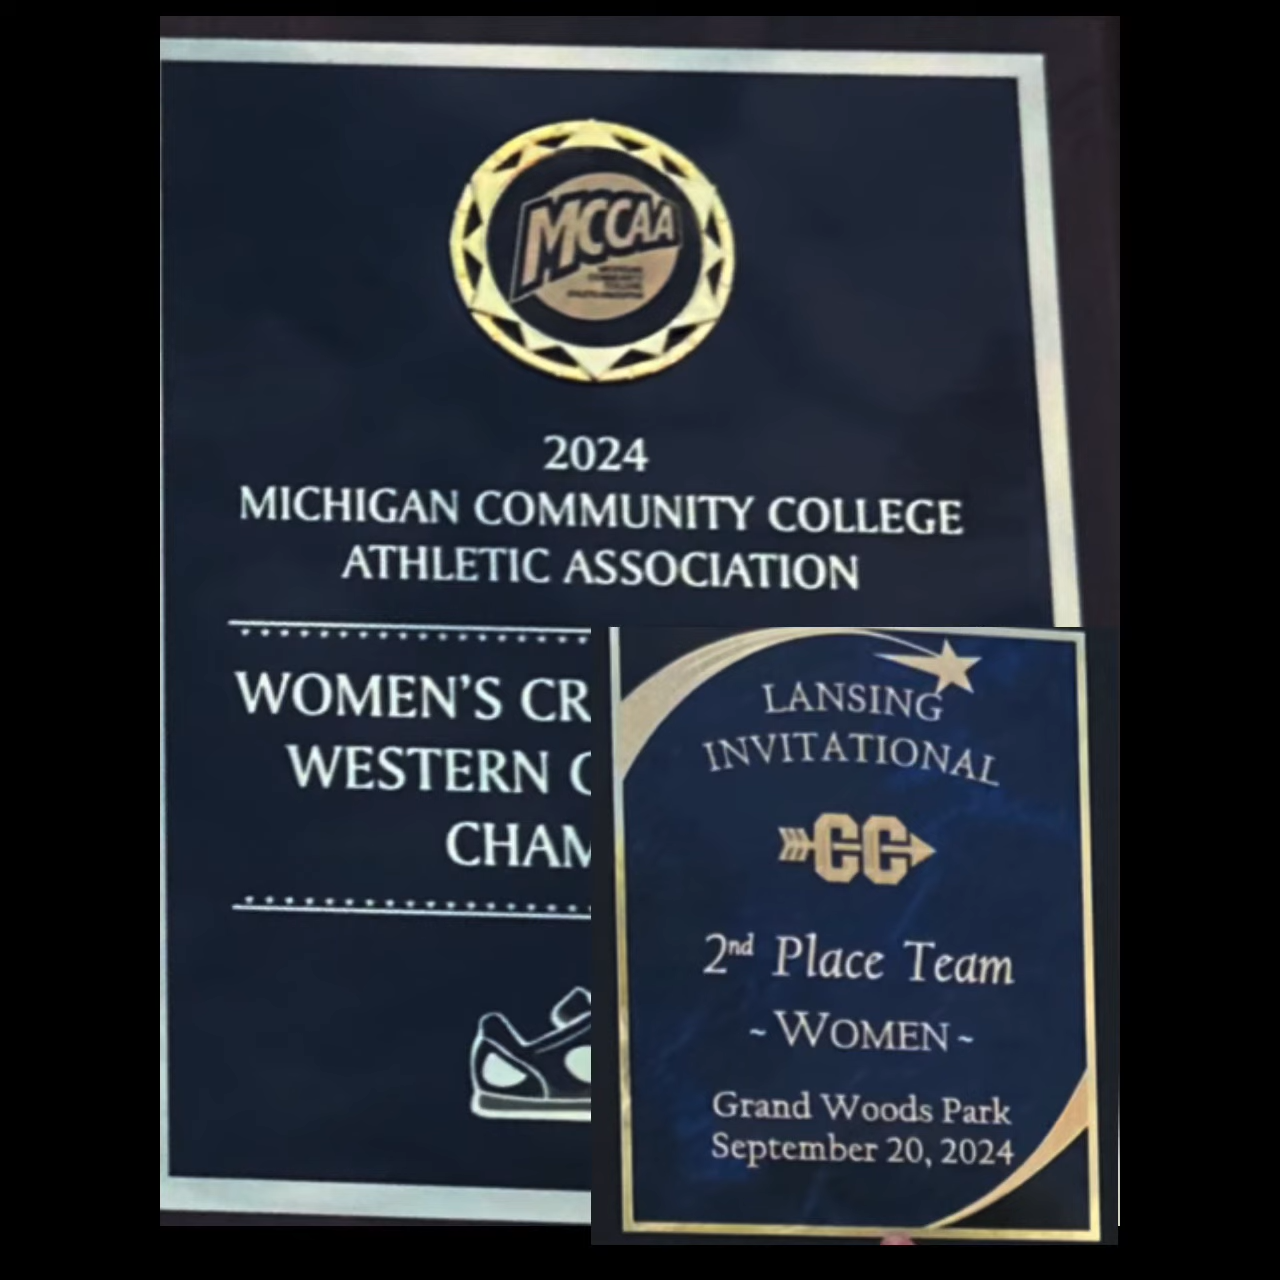 MCCAA
2024
MICHIGAN COMMUNITY COLLEGE
ATHLETIC ASSOCIATION
WOMEN'S CR
WESTERN
CHAM
LANSING
INVITATIONAL
CC
2nd Place Team
~ WOMEN ~
Grand Woods Park
September 20, 2024